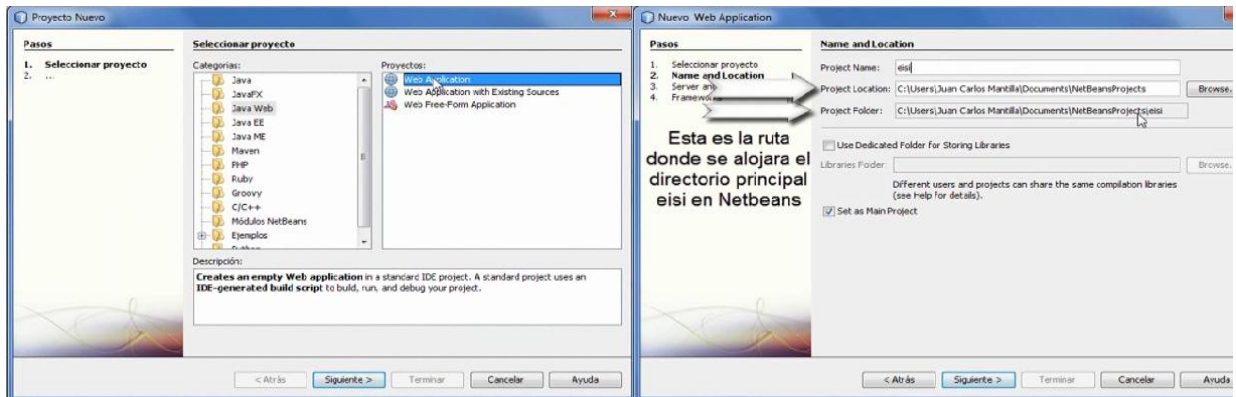 Proyecto Nuevo
Pasos
1. Seleccionar proyecto
2. ...
Seleccionar proyecto
Categorías:
Java
JavaFX
Java Web
Java EE
Java ME
Maven
PHP
Ruby
Groovy
C/C++
Módulos NetBeans
Ejemplos
Proyectos:
Web Application
Web Application with Existing Sources
Web Free-Form Application
Descripción:
Creates an empty Web application in a standard IDE project. A standard project uses an
IDE-generated build script to build, run, and debug your project.
< Atrás
Siguiente >
Terminar
Cancelar
Ayuda
Nuevo Web Application
Pasos
1. Seleccionar proyecto
2. Name and Location
3. Server an
4. Frameworks
Esta es la ruta
donde se alojara el
directorio principal
eisi en Netbeans
Name and Location
Project Name: eisi
Project Location: C:\Users\Juan Carlos Mantilla\Documents\NetBeansProjects Browse.
Project Folder: C:\Users\Juan Carlos Mantilla\Documents\NetBeansProjects\eisi
Use Dedicated Folder for Storing Libraries
Libraries Folder: Browse.
Different users and projects can share the same compilation libraries
(see Help for details).
Set as Main Project
< Atrás
Siguiente >
Terminar
Cancelar
Ayuda